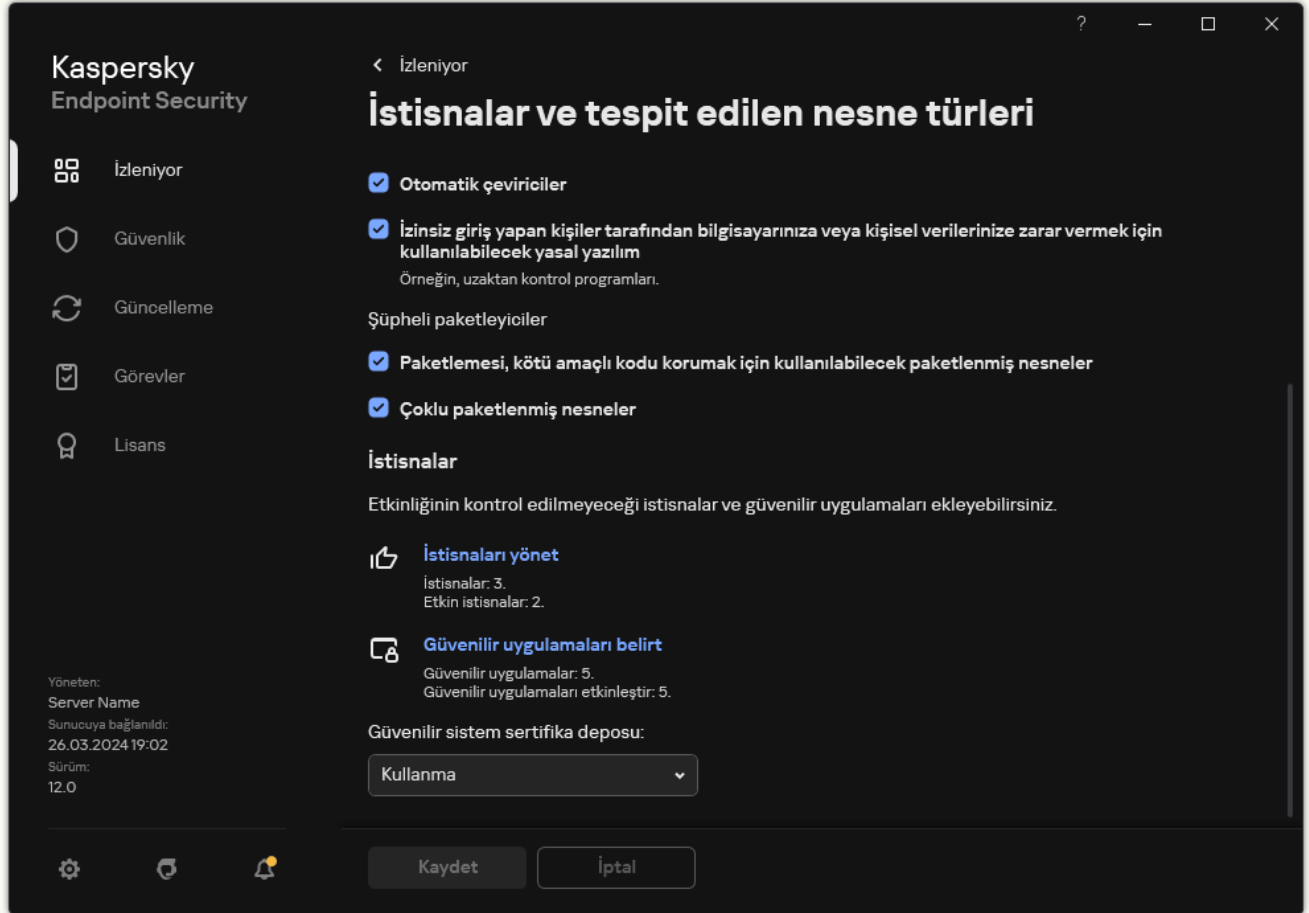 ?
Kaspersky
Endpoint Security
İzleniyor
Güvenlik
Güncelleme
Görevler
Lisans
Yöneten:
Server Name
Sunucuya bağlanıldı:
26.03.2024 19:02
Sürüm:
12.0
İzleniyor
İstisnalar ve tespit edilen nesne türleri
Otomatik çeviriciler
İzinsiz giriş yapan kişiler tarafından bilgisayarınıza veya kişisel verilerinize zarar vermek için
kullanılabilecek yasal yazılım
Örneğin, uzaktan kontrol programları.
Şüpheli paketleyiciler
Paketlemesi, kötü amaçlı kodu korumak için kullanılabilecek paketlenmiş nesneler
Çoklu paketlenmiş nesneler
İstisnalar
Etkinliğinin kontrol edilmeyeceği istisnalar ve güvenilir uygulamaları ekleyebilirsiniz.
İstisnaları yönet
İstisnalar: 3.
Etkin istisnalar: 2.
Güvenilir uygulamaları belirt
Güvenilir uygulamalar: 5.
Güvenilir uygulamaları etkinleştir: 5.
Güvenilir sistem sertifika deposu:
Kullanma
Kaydet
İptal